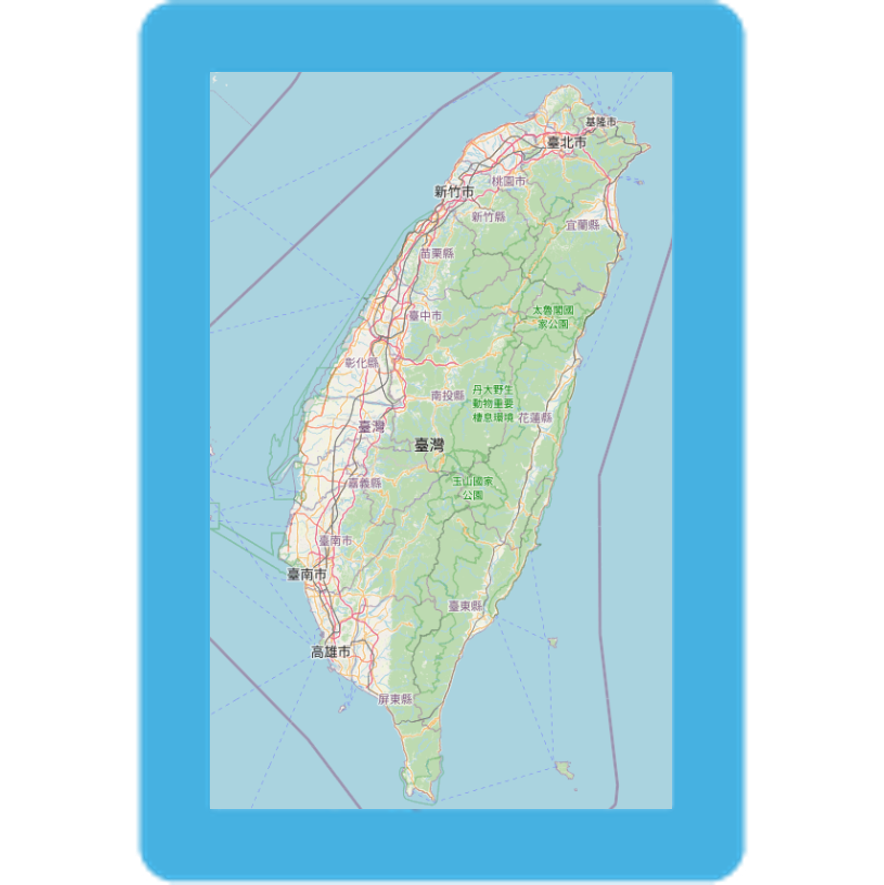 基隆市
臺北市
桃園市
新竹市
新竹縣
宜蘭縣
苗栗縣
太魯閣國
家公園
臺中市
彰化縣
南投縣
丹大野生
動物重要
棲息環境
花蓮縣
臺灣
臺灣
嘉義縣
玉山國家
公園
臺南市
臺南市
臺東縣
高雄市
屏東縣